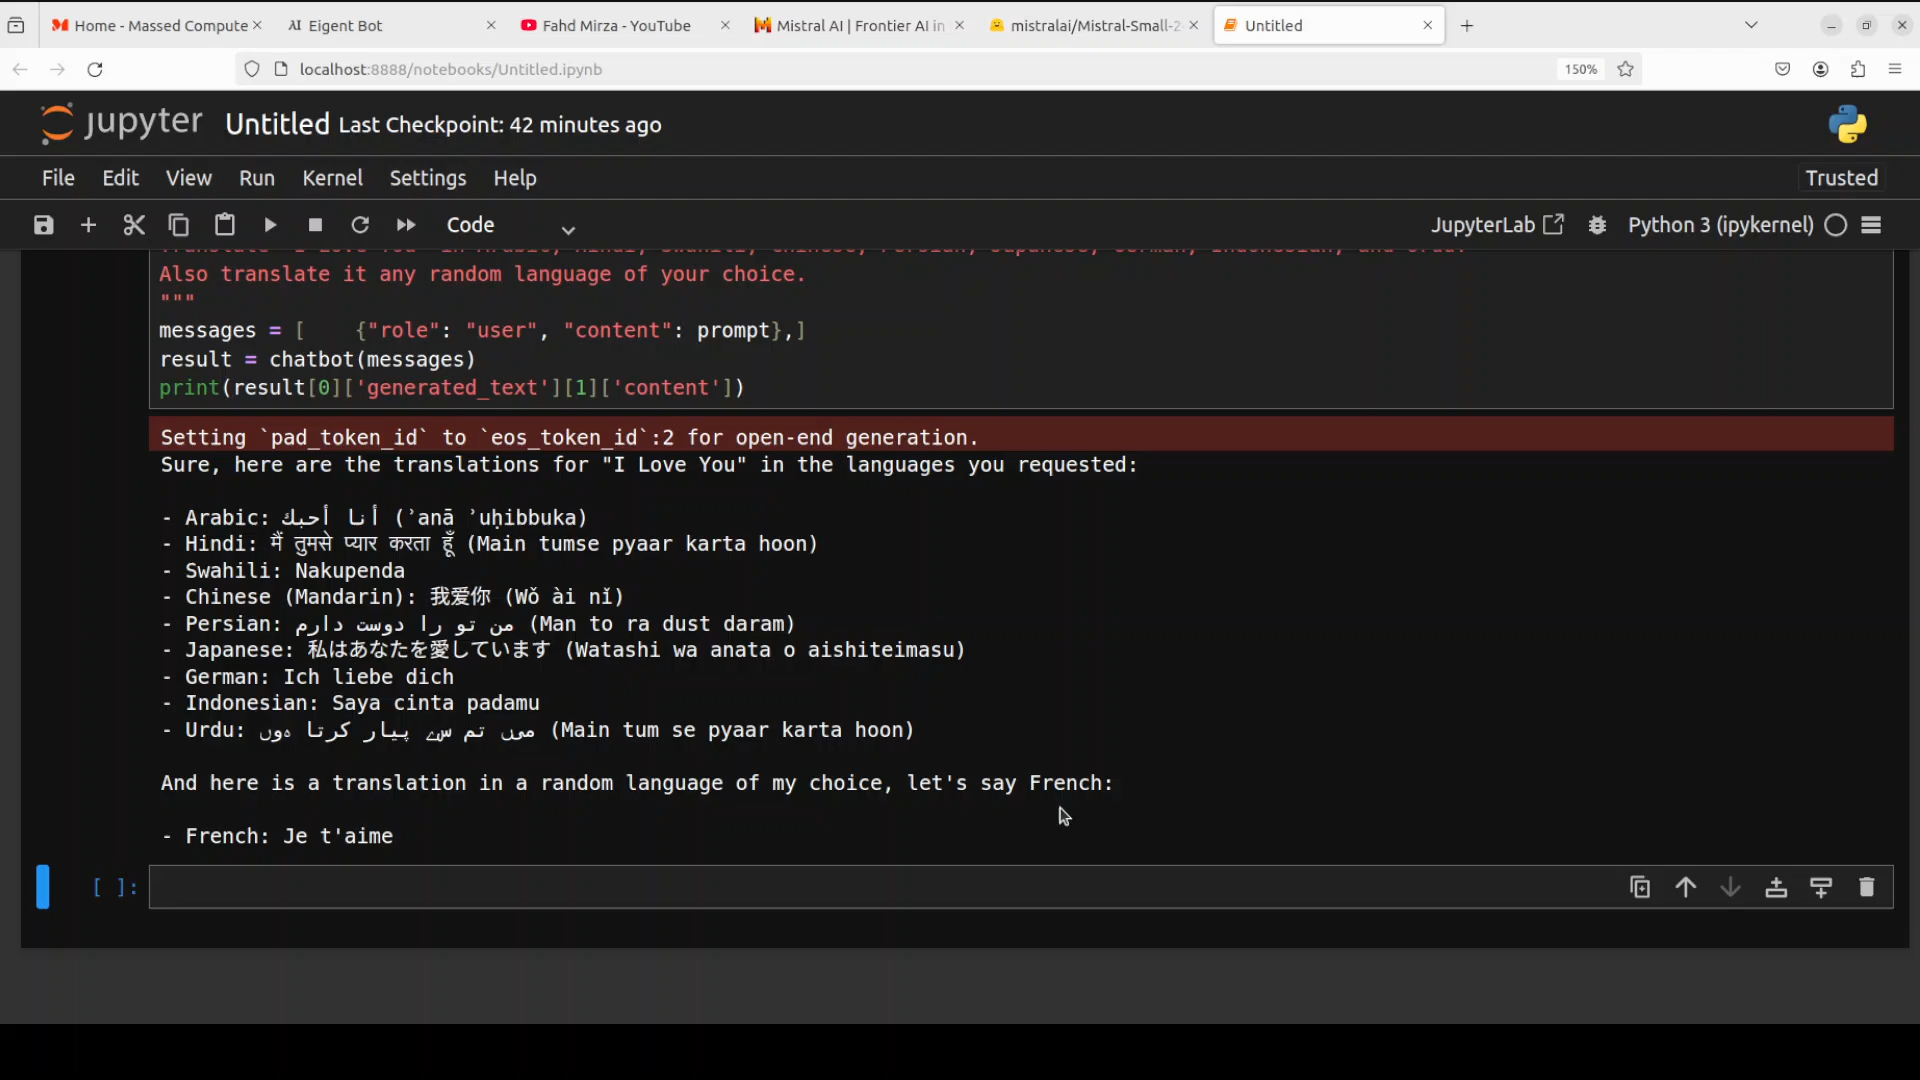 Home - Massed Compute
AI Eigent Bot
Fahd Mirza - YouTube
Mistral AI | Frontier AI in
mistralai/Mistral-Small-2
Untitled
localhost:8888/notebooks/Untitled.ipynb
150%
jupyter Untitled Last Checkpoint: 42 minutes ago
File Edit View Run Kernel Settings Help
Trusted
Code
JupyterLab
Python 3 (ipykernel)
Also translate it any random language of your choice.
"""
messages = [    {"role": "user", "content": prompt},]
result = chatbot(messages)
print(result[0]['generated_text'][1]['content'])
Setting `pad_token_id` to `eos_token_id`:2 for open-end generation.
Sure, here are the translations for "I Love You" in the languages you requested:
- Arabic: أنا أحبك (ʾanā ʾuḥibbuka)
- Hindi: मैं तुमसे प्यार करता हूँ (Main tumse pyaar karta hoon)
- Swahili: Nakupenda
- Chinese (Mandarin): 我爱你 (Wǒ ài nǐ)
- Persian: من تو را دوست دارم (Man to ra dust daram)
- Japanese: 私はあなたを愛しています (Watashi wa anata o aishiteimasu)
- German: Ich liebe dich
- Indonesian: Saya cinta padamu
- Urdu: میں تم سے پیار کرتا ہوں (Main tum se pyaar karta hoon)
And here is a translation in a random language of my choice, let's say French:
- French: Je t'aime
[ ]: